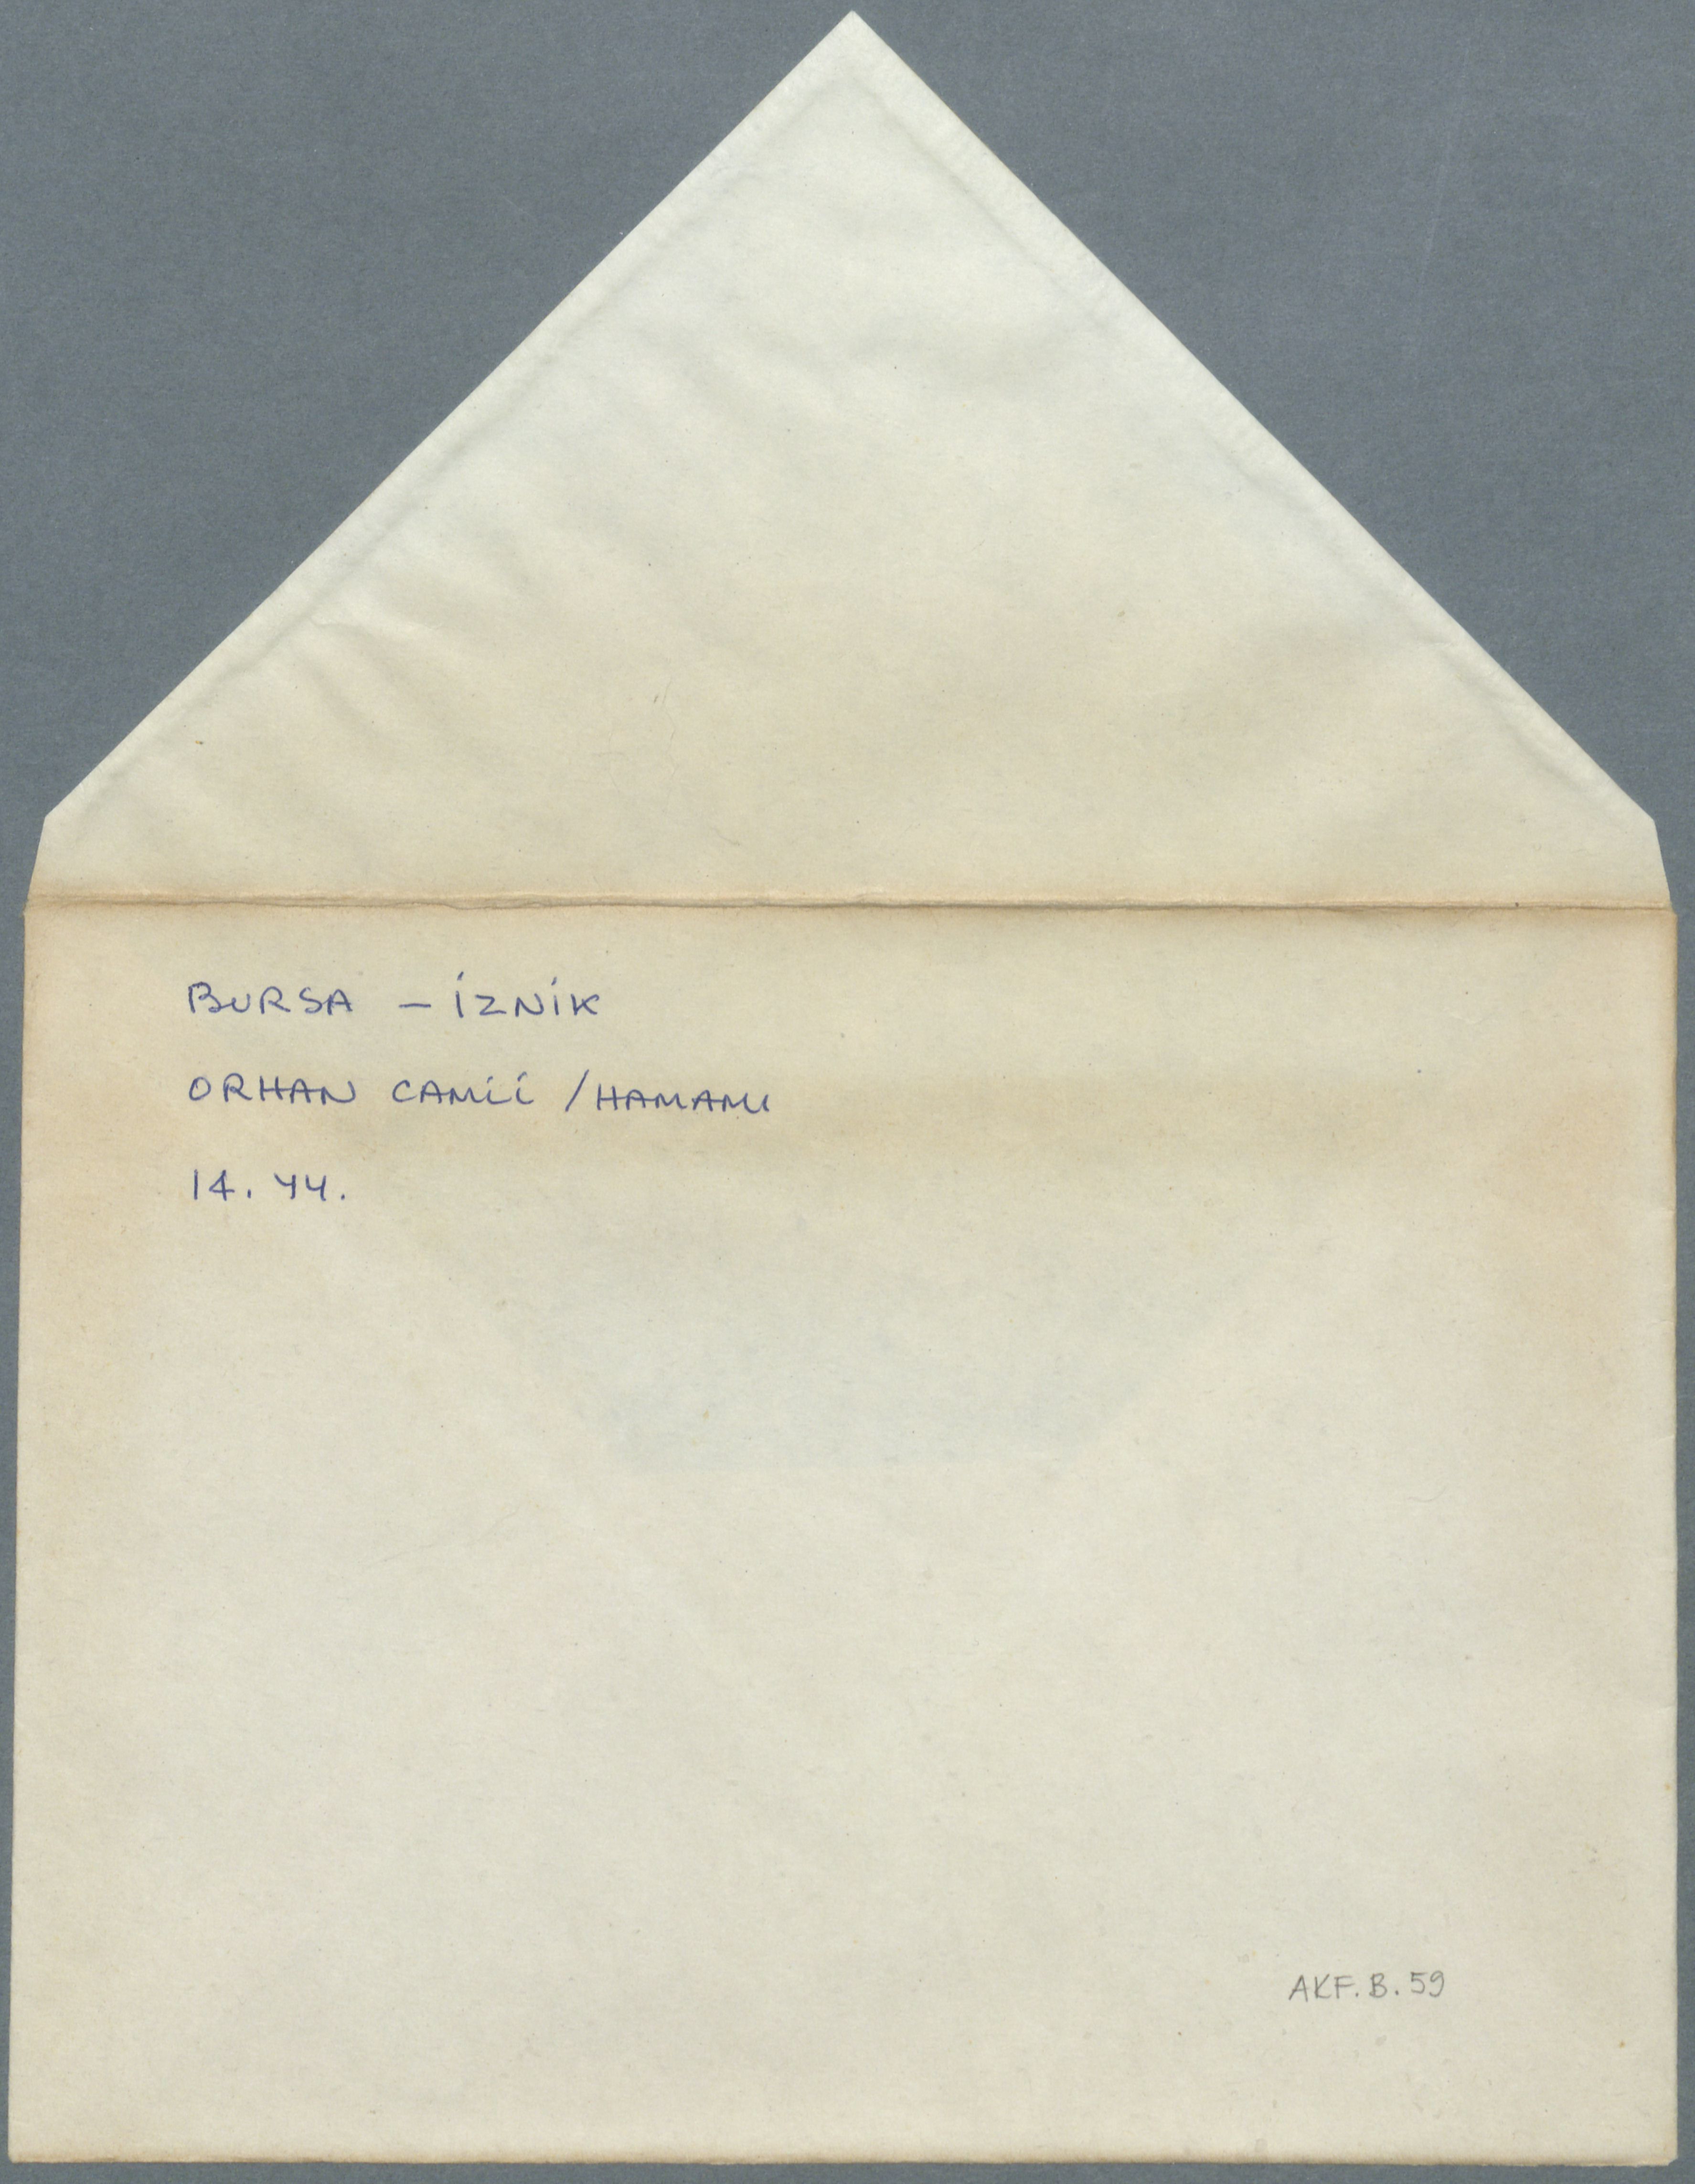 BURSA – İZNİK
ORHAN CAMİİ / HAMAMI
14. YY.
AKF. B. 59